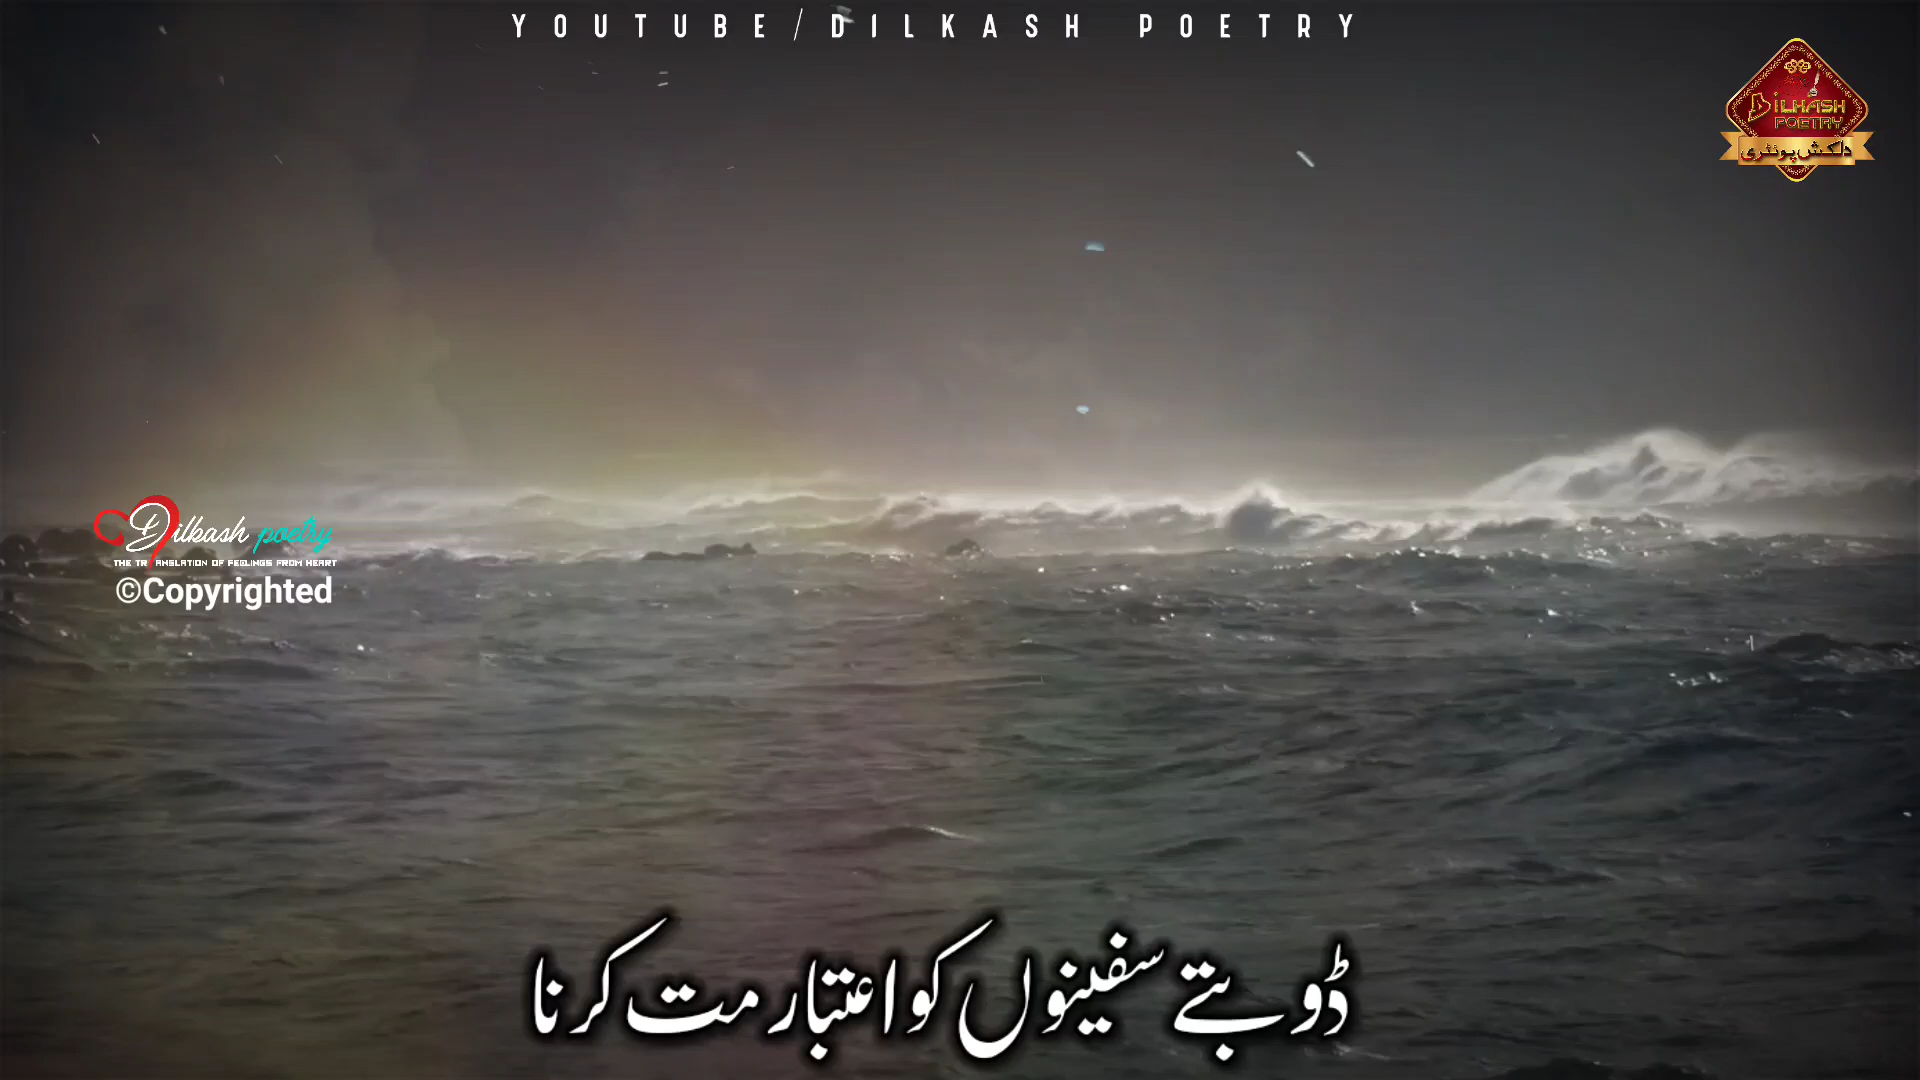 YOUTUBE/DILKASH POETRY
DILKASH
POETRY
دلکش پوئٹری
Dilkash poetry
THE TRANSLATION OF FEELINGS FROM HEART
©Copyrighted
ڈوبتے سفینوں کو اعتبار مت کرنا